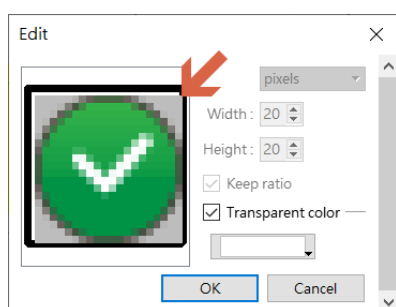 Edit
pixels
Width : 20
Height : 20
Keep ratio
Transparent color
OK Cancel